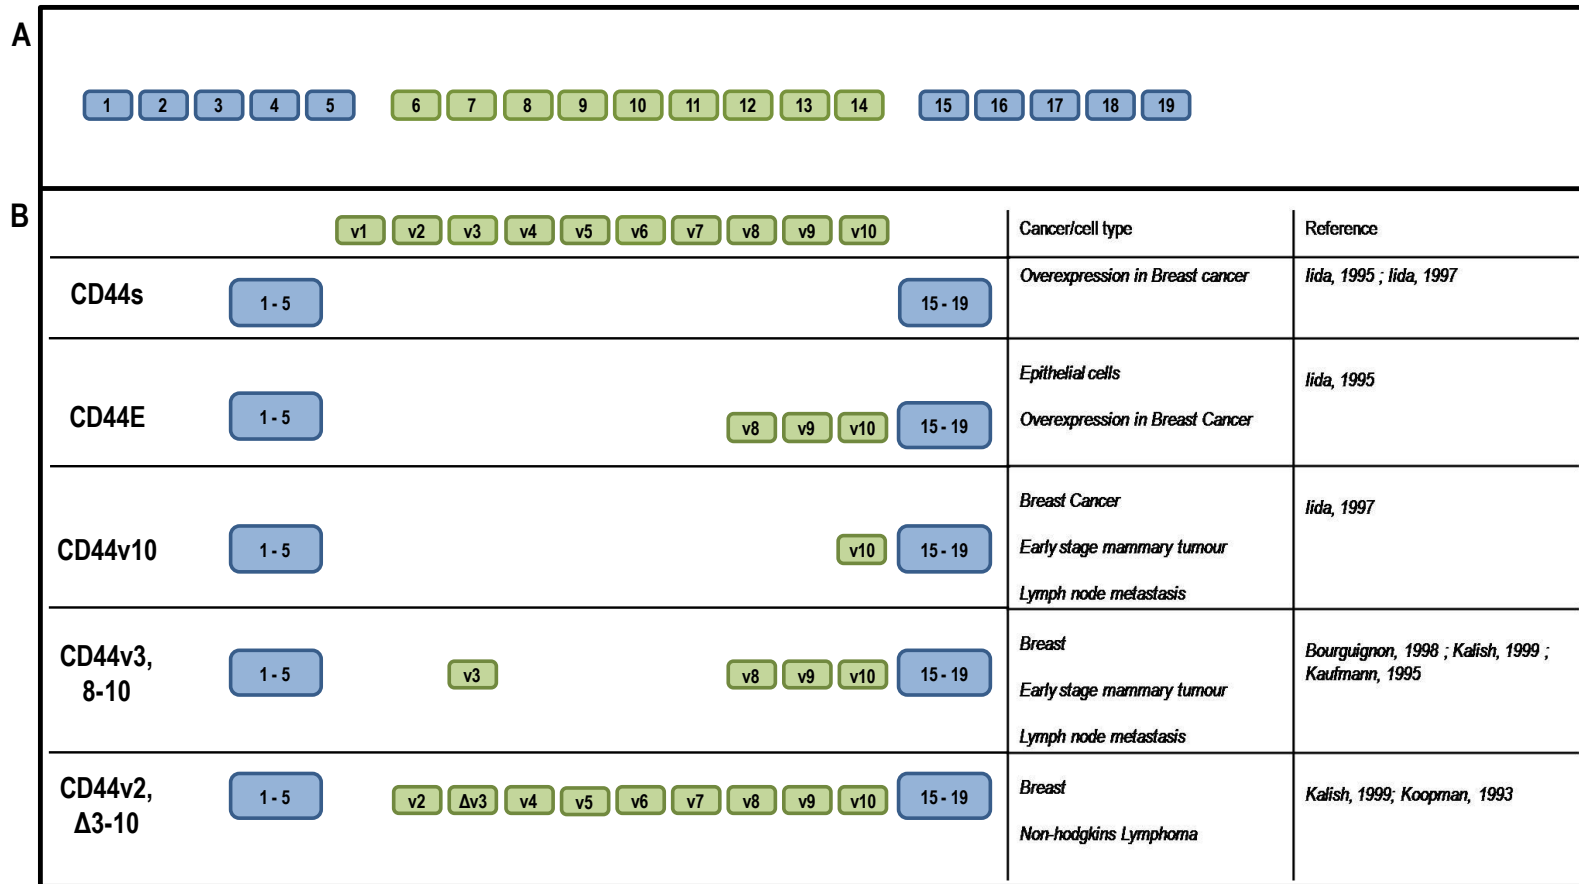 A
1 2 3 4 5 6 7 8 9 10 11 12 13 14 15 16 17 18 19
B
v1 v2 v3 v4 v5 v6 v7 v8 v9 v10 Cancer/cell type Reference
CD44s 1 - 5 15 - 19 Overexpression in Breast cancer Iida, 1995 ; Iida, 1997
CD44E 1 - 5 v8 v9 v10 15 - 19
Epithelial cells
Overexpression in Breast Cancer
Iida, 1995
CD44v10 1 - 5 v10 15 - 19
Breast Cancer
Early stage mammary tumour
Lymph node metastasis
Iida, 1997
CD44v3,
8-10
1 - 5 v3 v8 v9 v10 15 - 19
Breast
Early stage mammary tumour
Lymph node metastasis
Bourguignon, 1998 ; Kalish, 1999 ;
Kaufmann, 1995
CD44v2,
Δ3-10
1 - 5 v2 Δv3 v4 v5 v6 v7 v8 v9 v10 15 - 19
Breast
Non-hodgkins Lymphoma
Kalish, 1999; Koopman, 1993